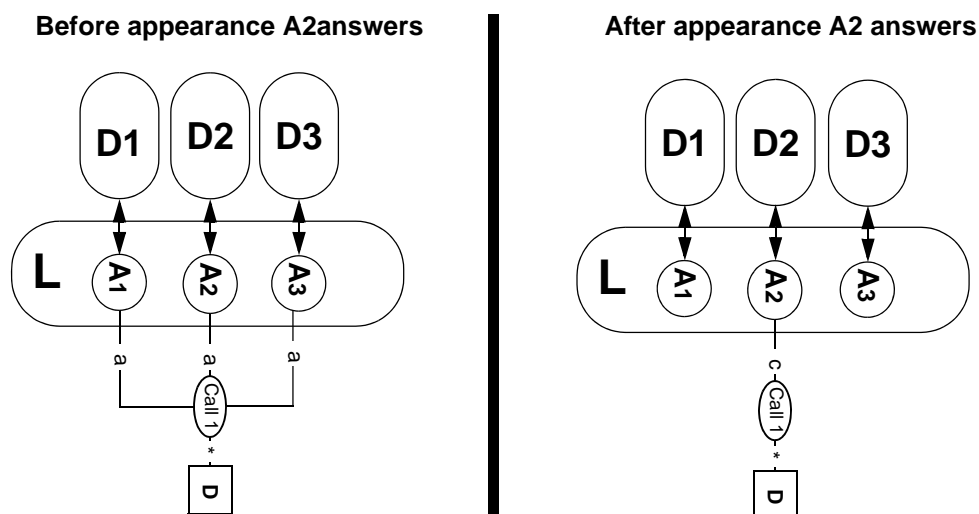 Before appearance A2answers
D1 D2 D3
L A1 A2 A3
a a a
Call 1
*
D
After appearance A2 answers
D1 D2 D3
L A1 A2 A3
c
Call 1
*
D